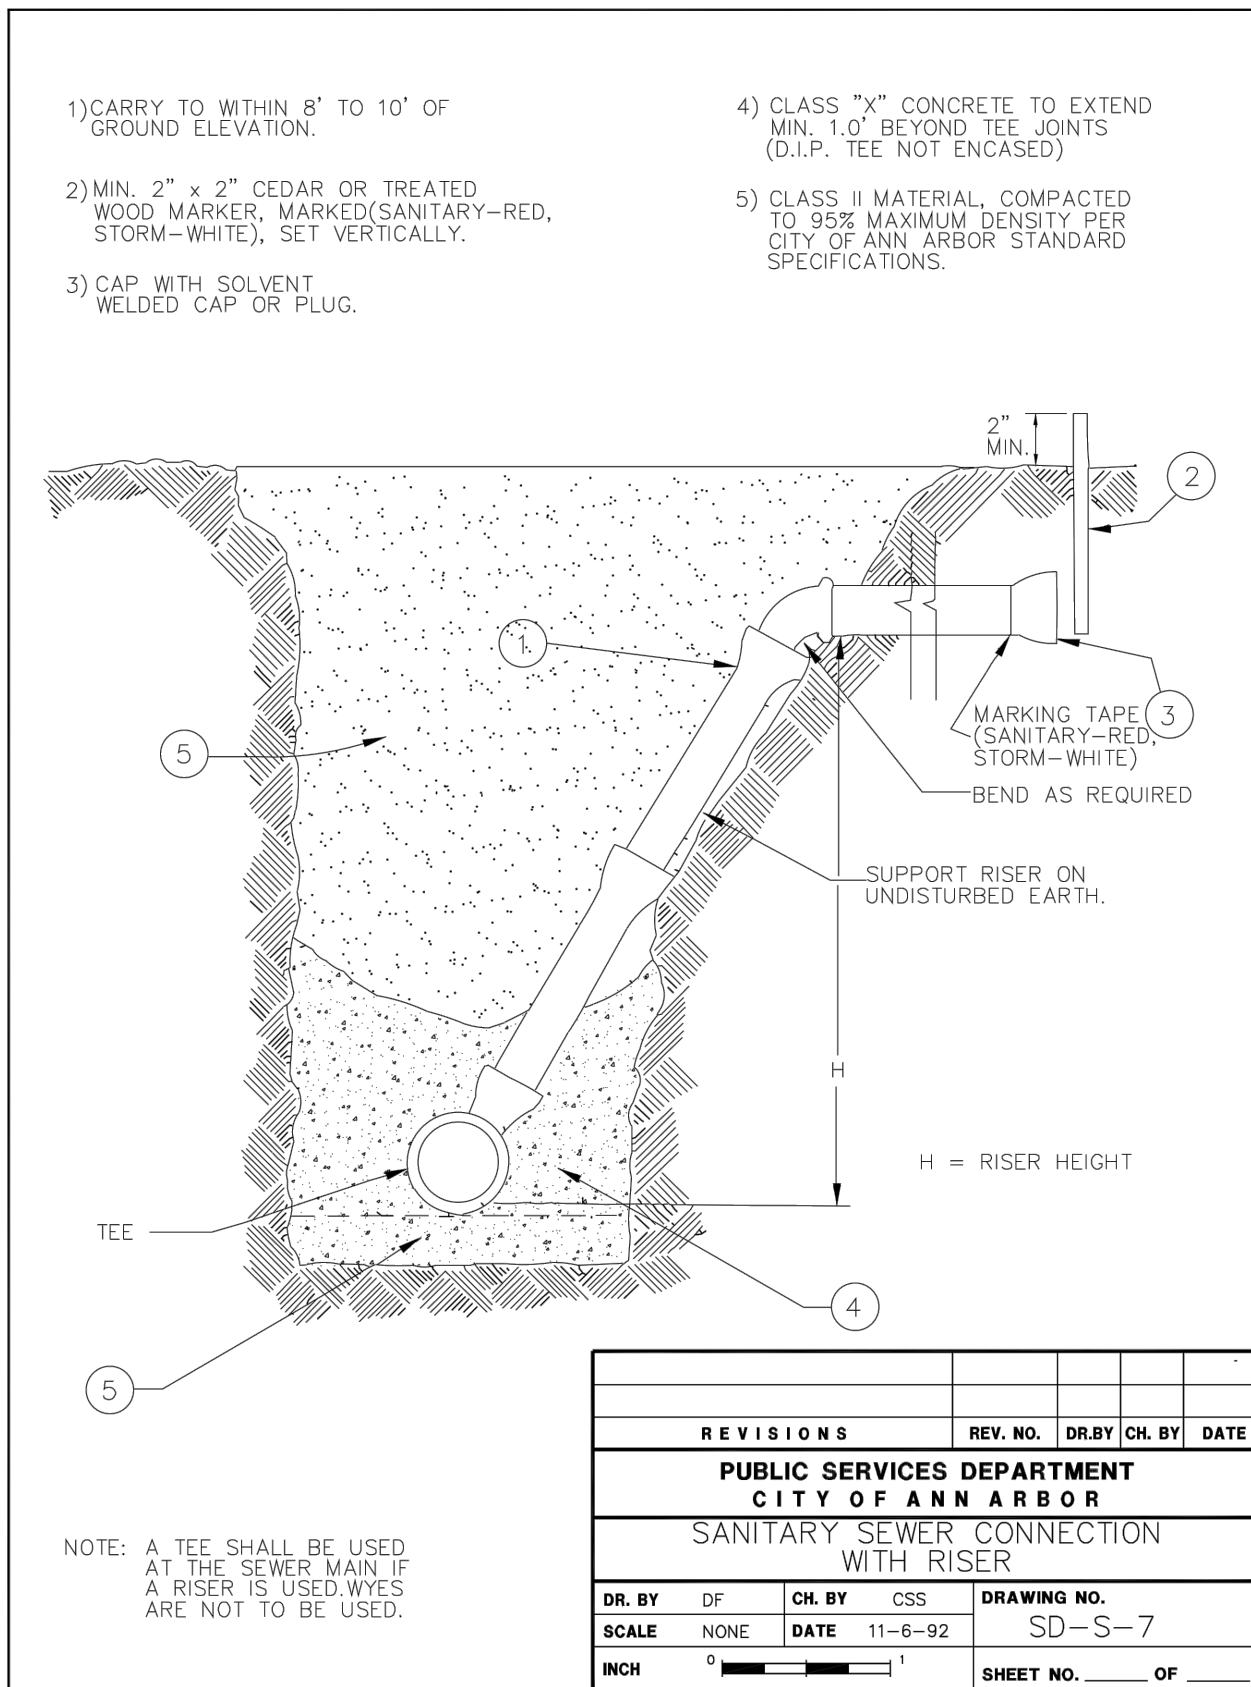 1) CARRY TO WITHIN 8' TO 10' OF
GROUND ELEVATION.
2) MIN. 2" x 2" CEDAR OR TREATED
WOOD MARKER, MARKED(SANITARY-RED,
STORM-WHITE), SET VERTICALLY.
3) CAP WITH SOLVENT
WELDED CAP OR PLUG.
4) CLASS "X" CONCRETE TO EXTEND
MIN. 1.0' BEYOND TEE JOINTS
(D.I.P. TEE NOT ENCASED)
5) CLASS II MATERIAL, COMPACTED
TO 95% MAXIMUM DENSITY PER
CITY OF ANN ARBOR STANDARD
SPECIFICATIONS.
2"
MIN.
2
1
3
5
MARKING TAPE
(SANITARY-RED,
STORM-WHITE)
BEND AS REQUIRED
SUPPORT RISER ON
UNDISTURBED EARTH.
H
H = RISER HEIGHT
TEE
4
5
NOTE: A TEE SHALL BE USED
AT THE SEWER MAIN IF
A RISER IS USED.WYES
ARE NOT TO BE USED.
REVISIONS REV. NO. DR.BY CH. BY DATE
PUBLIC SERVICES DEPARTMENT
CITY OF ANN ARBOR
SANITARY SEWER CONNECTION
WITH RISER
DR. BY DF CH. BY CSS DRAWING NO.
SCALE NONE DATE 11-6-92 SD-S-7
INCH 0 1 SHEET NO. ______ OF ______